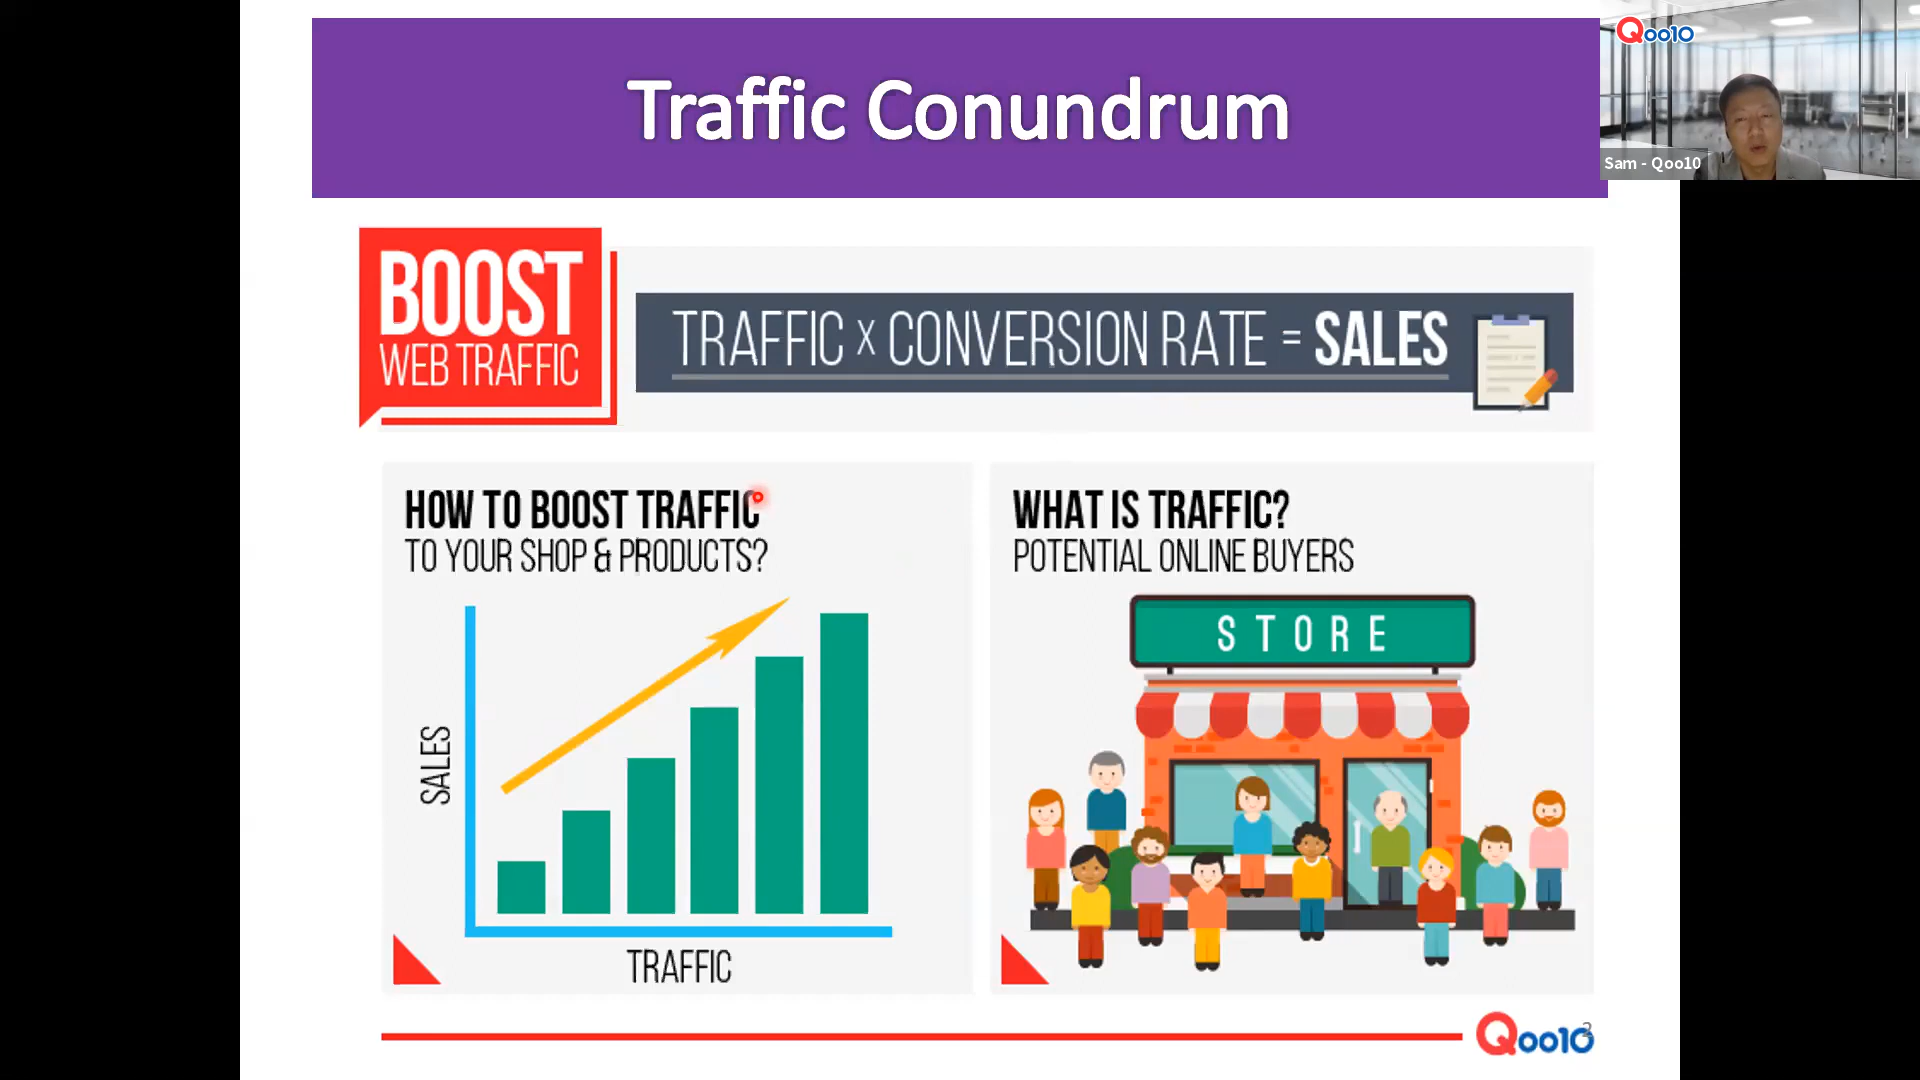 Traffic Conundrum
Qoo10
Sam - Qoo10
BOOST
WEB TRAFFIC
TRAFFIC x CONVERSION RATE = SALES
HOW TO BOOST TRAFFIC
TO YOUR SHOP & PRODUCTS?
SALES
TRAFFIC
WHAT IS TRAFFIC?
POTENTIAL ONLINE BUYERS
STORE
Qoo10
2